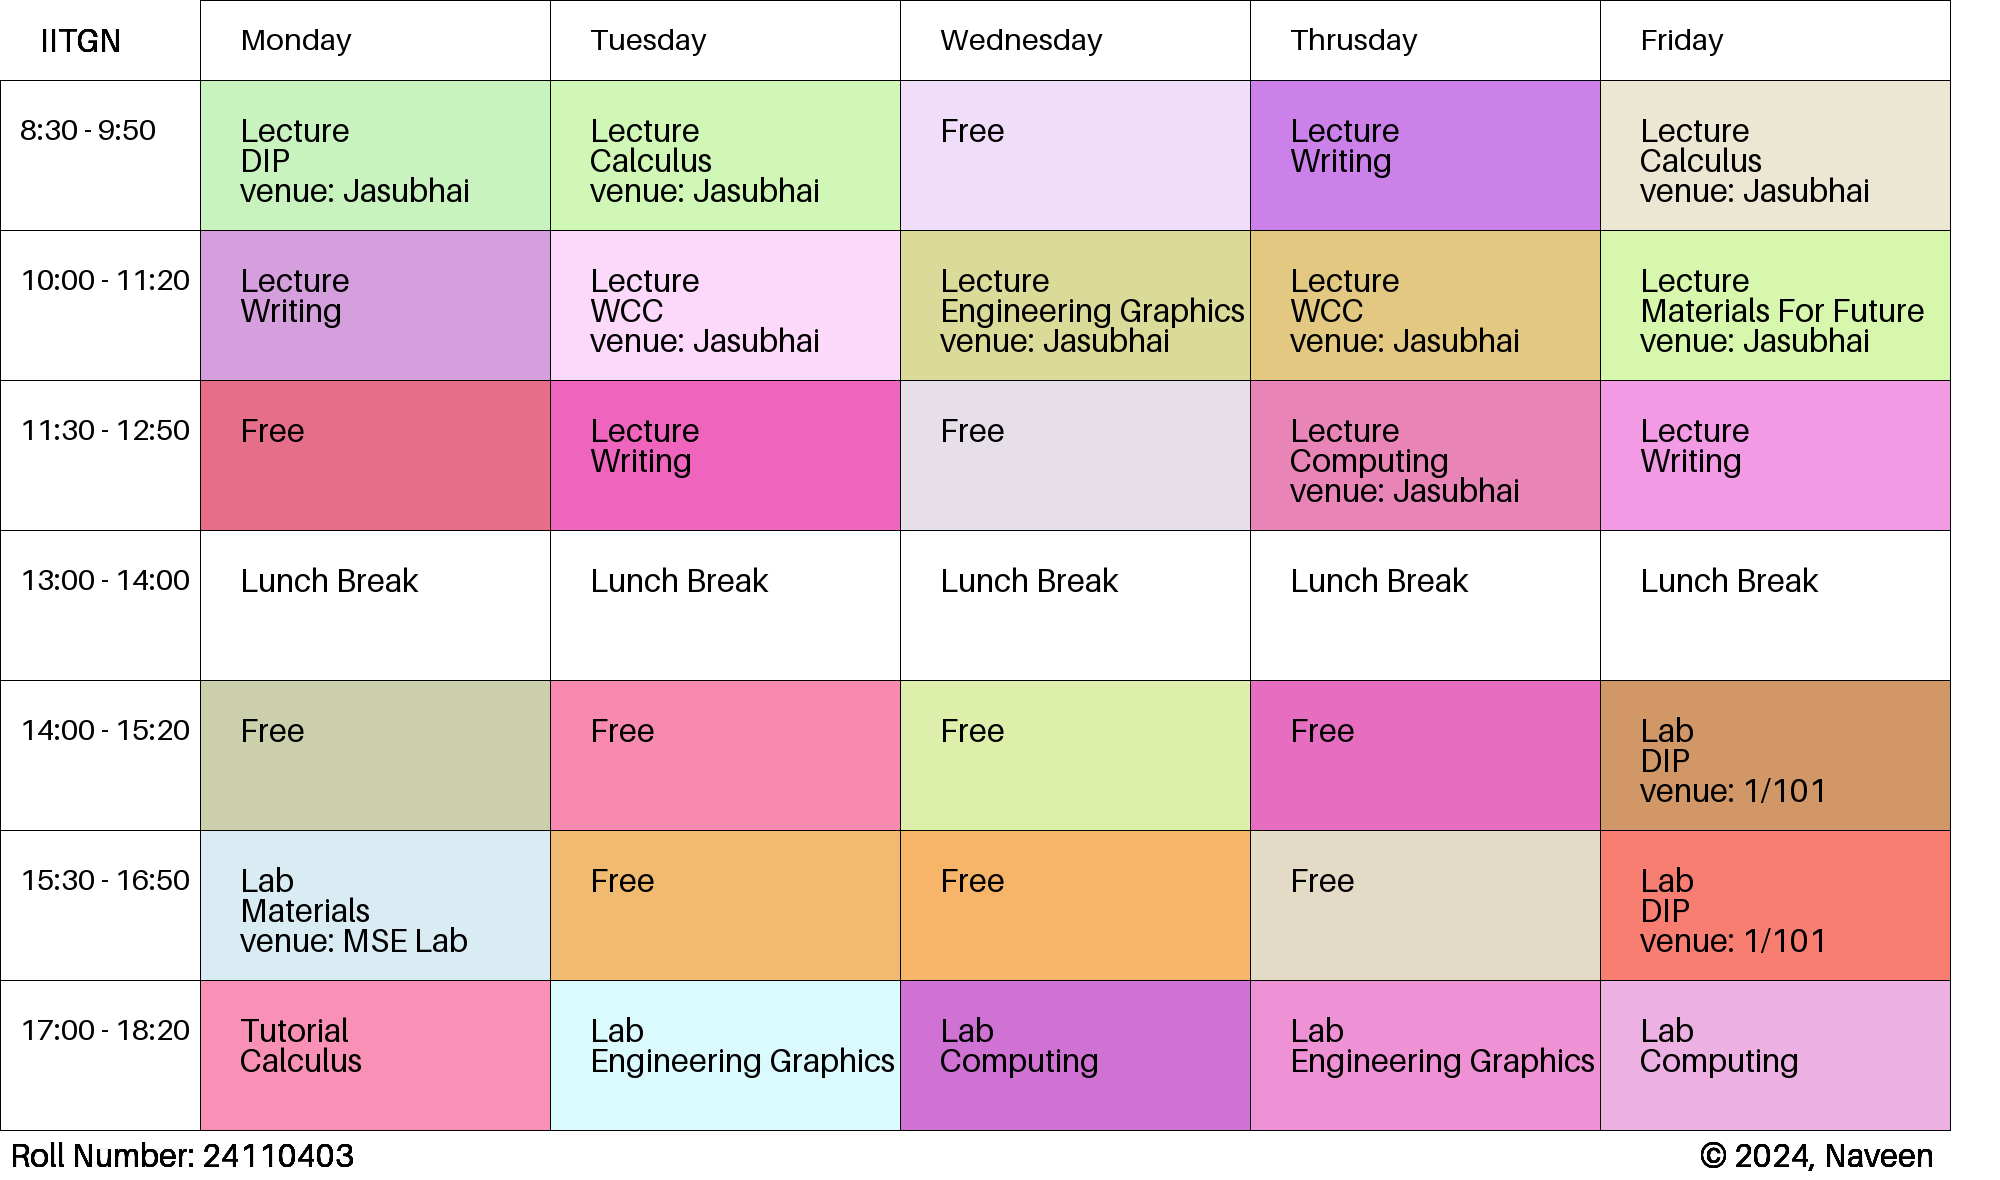 IITGN Monday Tuesday Wednesday Thrusday Friday
8:30 - 9:50
Lecture
DIP
venue: Jasubhai
Lecture
Calculus
venue: Jasubhai
Free
Lecture
Writing
Lecture
Calculus
venue: Jasubhai
10:00 - 11:20
Lecture
Writing
Lecture
WCC
venue: Jasubhai
Lecture
Engineering Graphics
venue: Jasubhai
Lecture
WCC
venue: Jasubhai
Lecture
Materials For Future
venue: Jasubhai
11:30 - 12:50
Free
Lecture
Writing
Free
Lecture
Computing
venue: Jasubhai
Lecture
Writing
13:00 - 14:00
Lunch Break
Lunch Break
Lunch Break
Lunch Break
Lunch Break
14:00 - 15:20
Free
Free
Free
Free
Lab
DIP
venue: 1/101
15:30 - 16:50
Lab
Materials
venue: MSE Lab
Free
Free
Free
Lab
DIP
venue: 1/101
17:00 - 18:20
Tutorial
Calculus
Lab
Engineering Graphics
Lab
Computing
Lab
Engineering Graphics
Lab
Computing
Roll Number: 24110403
© 2024, Naveen